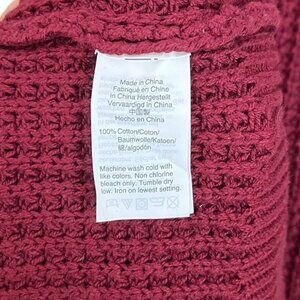 Made in China
Fabriqué en Chine
In China Hergestellt
Vervaardigd in China
中国製
Hecho en China
100% Cotton/Coton/
Baumwolle/Katoen/
綿/algodón
Machine wash cold with
like colors. Non chlorine
bleach only. Tumble dry
low. Iron on lowest setting.